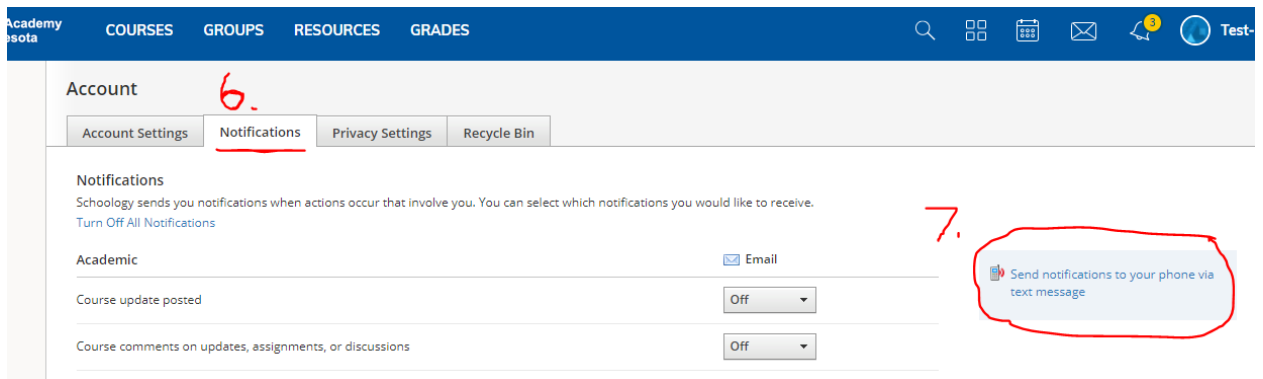 Academy
esota
COURSES GROUPS RESOURCES GRADES
3
Test-
Account
6.
Account Settings Notifications Privacy Settings Recycle Bin
Notifications
Schoology sends you notifications when actions occur that involve you. You can select which notifications you would like to receive.
Turn Off All Notifications
7.
Academic Email
Send notifications to your phone via
text message
Course update posted Off
Course comments on updates, assignments, or discussions Off